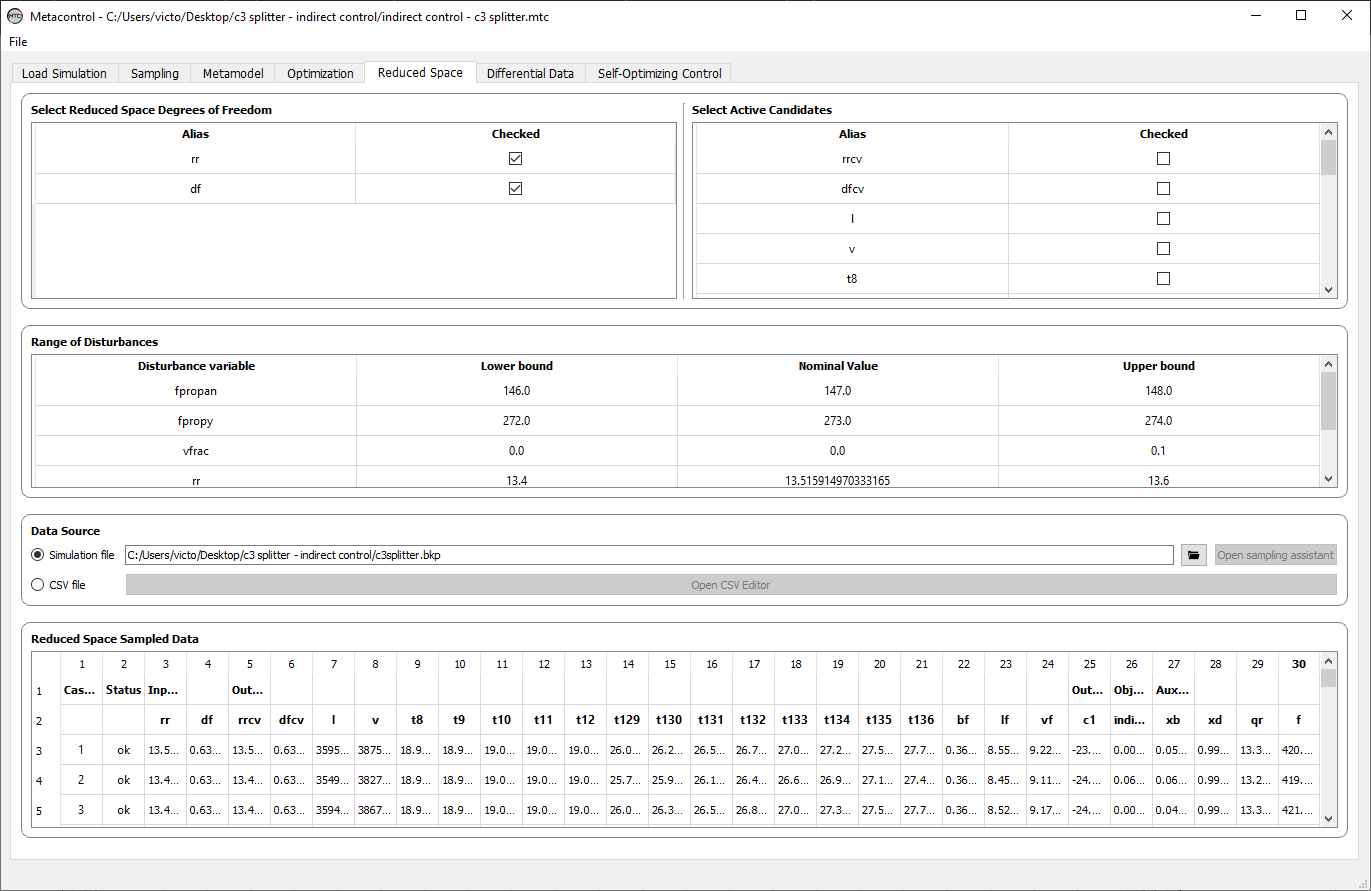 MTC Metacontrol - C:/Users/victo/Desktop/c3 splitter - indirect control/indirect control - c3 splitter.mtc
File
Load Simulation Sampling Metamodel Optimization Reduced Space Differential Data Self-Optimizing Control
Select Reduced Space Degrees of Freedom
Alias Checked
rr
df
Select Active Candidates
Alias Checked
rrcv
dfcv
l
v
t8
Range of Disturbances
Disturbance variable Lower bound Nominal Value Upper bound
fpropan 146.0 147.0 148.0
fpropy 272.0 273.0 274.0
vfrac 0.0 0.0 0.1
rr 13.4 13.515914970333165 13.6
Data Source
Simulation file C:/Users/victo/Desktop/c3 splitter - indirect control/c3splitter.bkp Open sampling assistant
CSV file Open CSV Editor
Reduced Space Sampled Data
1 2 3 4 5 6 7 8 9 10 11 12 13 14 15 16 17 18 19 20 21 22 23 24 25 26 27 28 29 30
1 Cas... Status Inp... Out... Out... Obj... Aux...
2 rr df rrcv dfcv l v t8 t9 t10 t11 t12 t129 t130 t131 t132 t133 t134 t135 t136 bf lf vf c1 indi... xb xd qr f
3 1 ok 13.5... 0.63... 13.5... 0.63... 3595... 3875... 18.9... 18.9... 19.0... 19.0... 19.0... 26.0... 26.2... 26.5... 26.7... 27.0... 27.2... 27.5... 27.7... 0.36... 8.55... 9.22... -23.... 0.00... 0.05... 0.99... 13.3... 420....
4 2 ok 13.4... 0.63... 13.4... 0.63... 3549... 3827... 18.9... 18.9... 19.0... 19.0... 19.0... 25.7... 25.9... 26.1... 26.4... 26.6... 26.9... 27.1... 27.4... 0.36... 8.45... 9.11... -24.... 0.06... 0.06... 0.99... 13.2... 419....
5 3 ok 13.4... 0.63... 13.4... 0.63... 3594... 3867... 18.9... 18.9... 19.0... 19.0... 19.0... 26.0... 26.3... 26.5... 26.8... 27.0... 27.3... 27.5... 27.7... 0.36... 8.52... 9.17... -24.... 0.00... 0.04... 0.99... 13.3... 421....